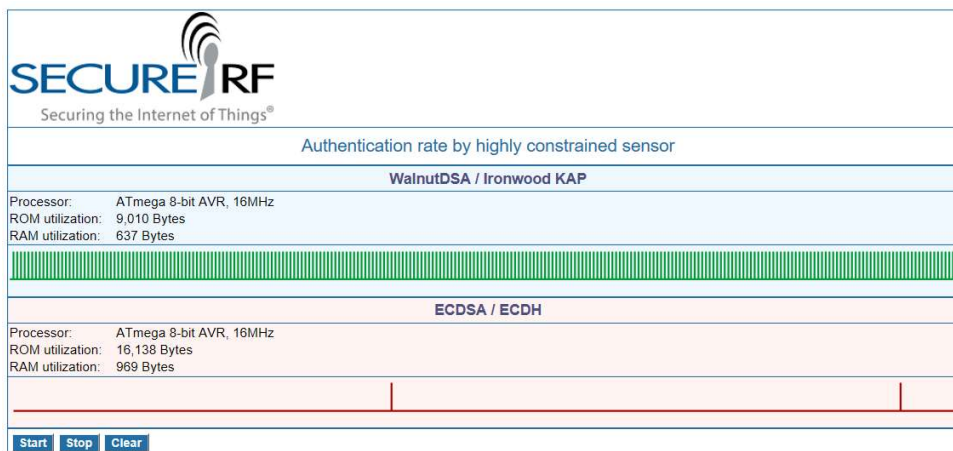 SECURE RF
Securing the Internet of Things®
Authentication rate by highly constrained sensor
WalnutDSA / Ironwood KAP
Processor: ATmega 8-bit AVR, 16MHz
ROM utilization: 9,010 Bytes
RAM utilization: 637 Bytes
ECDSA / ECDH
Processor: ATmega 8-bit AVR, 16MHz
ROM utilization: 16,138 Bytes
RAM utilization: 969 Bytes
Start Stop Clear